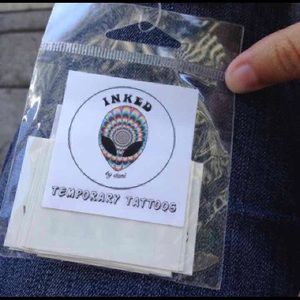 INKED
by dani
TEMPORARY TATTOOS